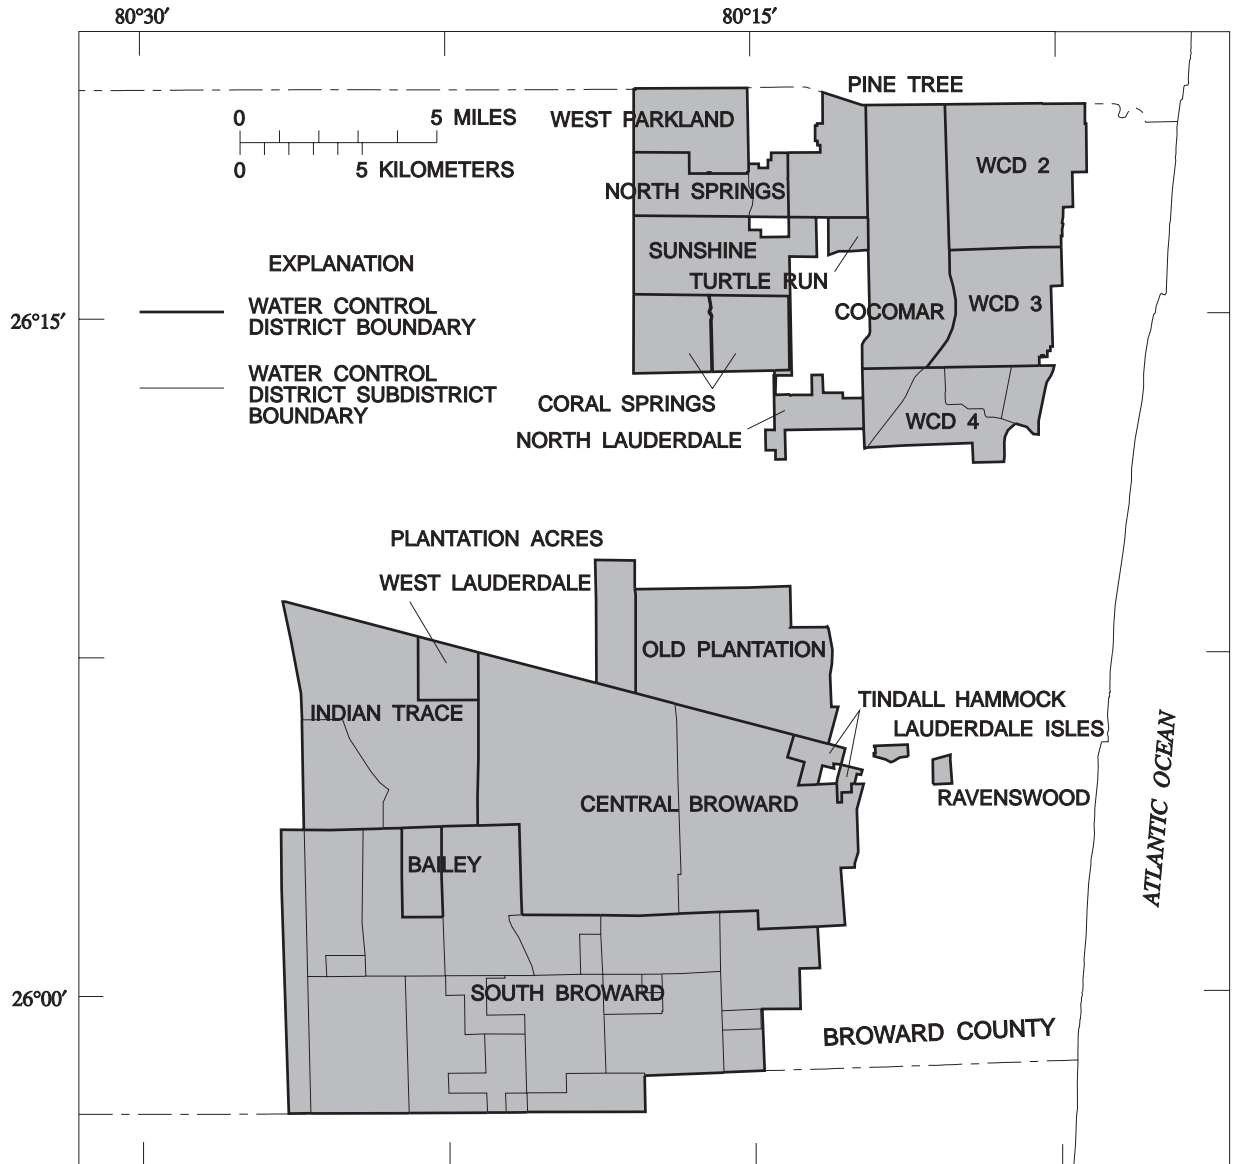 80°30′
80°15′
PINE TREE
0 5 MILES
WEST PARKLAND
0 5 KILOMETERS
WCD 2
NORTH SPRINGS
SUNSHINE
EXPLANATION
TURTLE RUN
WATER CONTROL
DISTRICT BOUNDARY
COCOMAR
WCD 3
26°15′
WATER CONTROL
DISTRICT SUBDISTRICT
BOUNDARY
CORAL SPRINGS
WCD 4
NORTH LAUDERDALE
PLANTATION ACRES
WEST LAUDERDALE
OLD PLANTATION
TINDALL HAMMOCK
INDIAN TRACE
LAUDERDALE ISLES
RAVENSWOOD
CENTRAL BROWARD
ATLANTIC OCEAN
BAILEY
SOUTH BROWARD
26°00′
BROWARD COUNTY